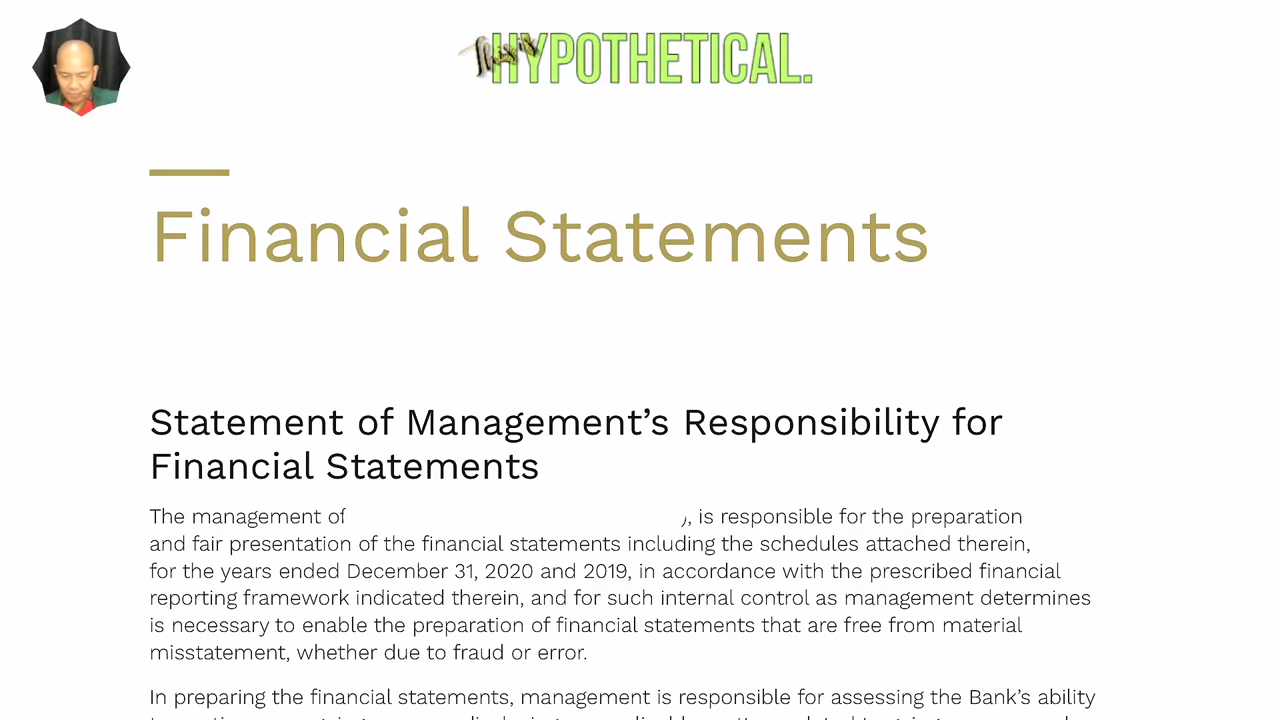 This is HYPOTHETICAL.
Financial Statements
Statement of Management’s Responsibility for
Financial Statements
The management of ), is responsible for the preparation
and fair presentation of the financial statements including the schedules attached therein,
for the years ended December 31, 2020 and 2019, in accordance with the prescribed financial
reporting framework indicated therein, and for such internal control as management determines
is necessary to enable the preparation of financial statements that are free from material
misstatement, whether due to fraud or error.
In preparing the financial statements, management is responsible for assessing the Bank’s ability